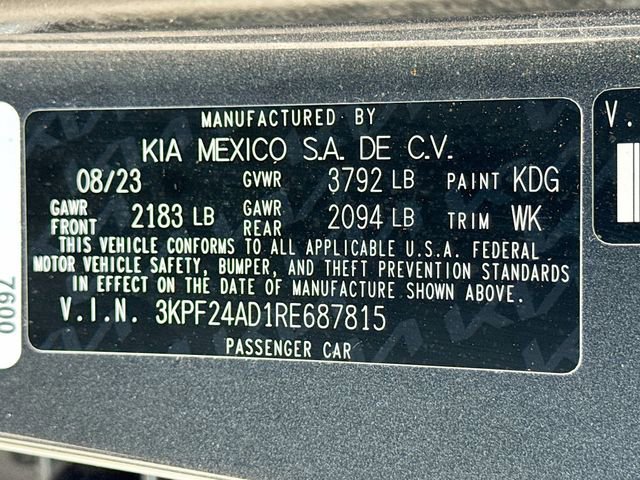 MANUFACTURED BY
KIA MEXICO S.A. DE C.V.
08/23 GVWR 3792 LB PAINT KDG
GAWR FRONT 2183 LB GAWR REAR 2094 LB TRIM WK
THIS VEHICLE CONFORMS TO ALL APPLICABLE U.S.A. FEDERAL
MOTOR VEHICLE SAFETY, BUMPER, AND THEFT PREVENTION STANDARDS
IN EFFECT ON THE DATE OF MANUFACTURE SHOWN ABOVE.
V.I.N. 3KPF24AD1RE687815
PASSENGER CAR
7600
V.